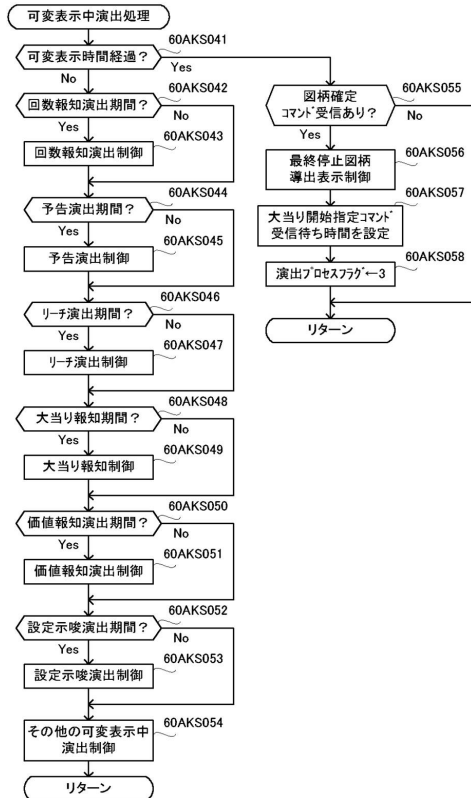 可変表示中演出処理
可変表示時間経過？
60AKS041
Yes
No
回数報知演出期間？
60AKS042
No
Yes
回数報知演出制御
60AKS043
予告演出期間？
60AKS044
No
Yes
予告演出制御
60AKS045
リーチ演出期間？
60AKS046
No
Yes
リーチ演出制御
60AKS047
大当り報知期間？
60AKS048
No
Yes
大当り報知制御
60AKS049
価値報知演出期間？
60AKS050
No
Yes
価値報知演出制御
60AKS051
設定示唆演出期間？
60AKS052
No
Yes
設定示唆演出制御
60AKS053
その他の可変表示中
演出制御
60AKS054
リターン
図柄確定
コマンド受信あり？
60AKS055
No
Yes
最終停止図柄
導出表示制御
60AKS056
大当り開始指定コマンド
受信待ち時間を設定
60AKS057
演出プロセスフラグ←3
60AKS058
リターン